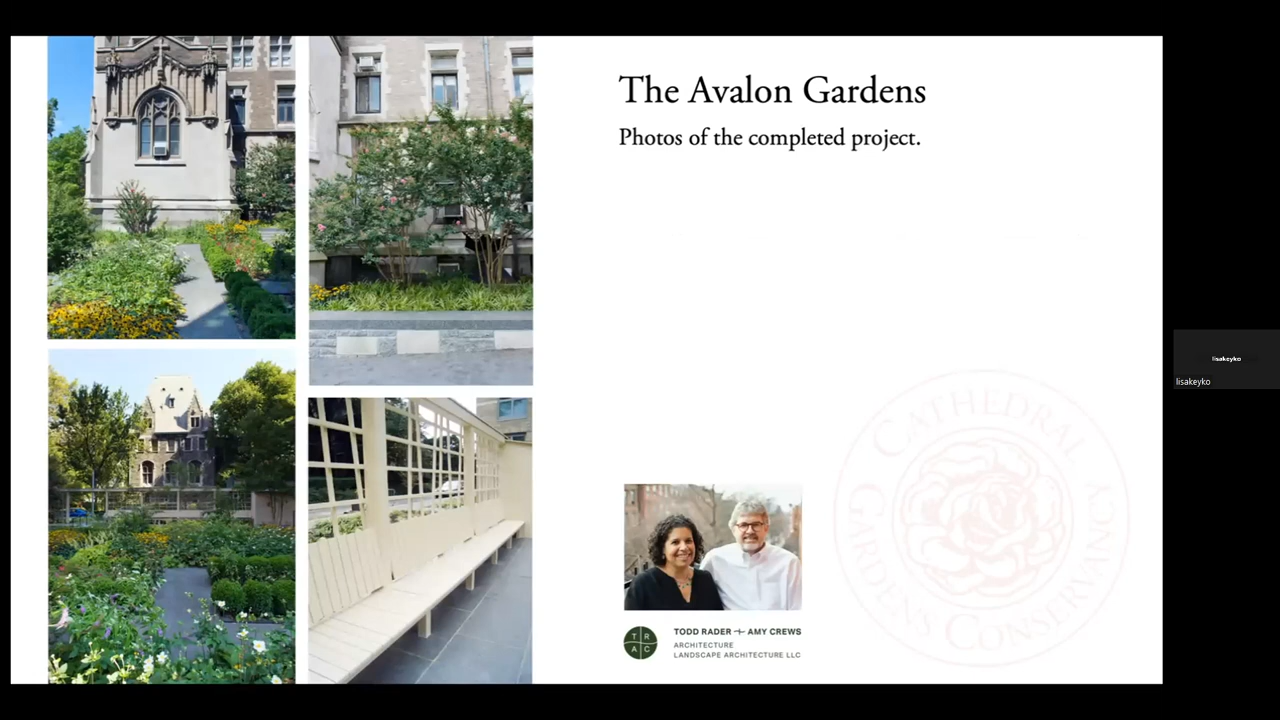 The Avalon Gardens
Photos of the completed project.
CATHEDRAL
GARDENS CONSERVANCY
T R
A C
TODD RADER + AMY CREWS
ARCHITECTURE
LANDSCAPE ARCHITECTURE LLC
lisakeyko
lisakeyko